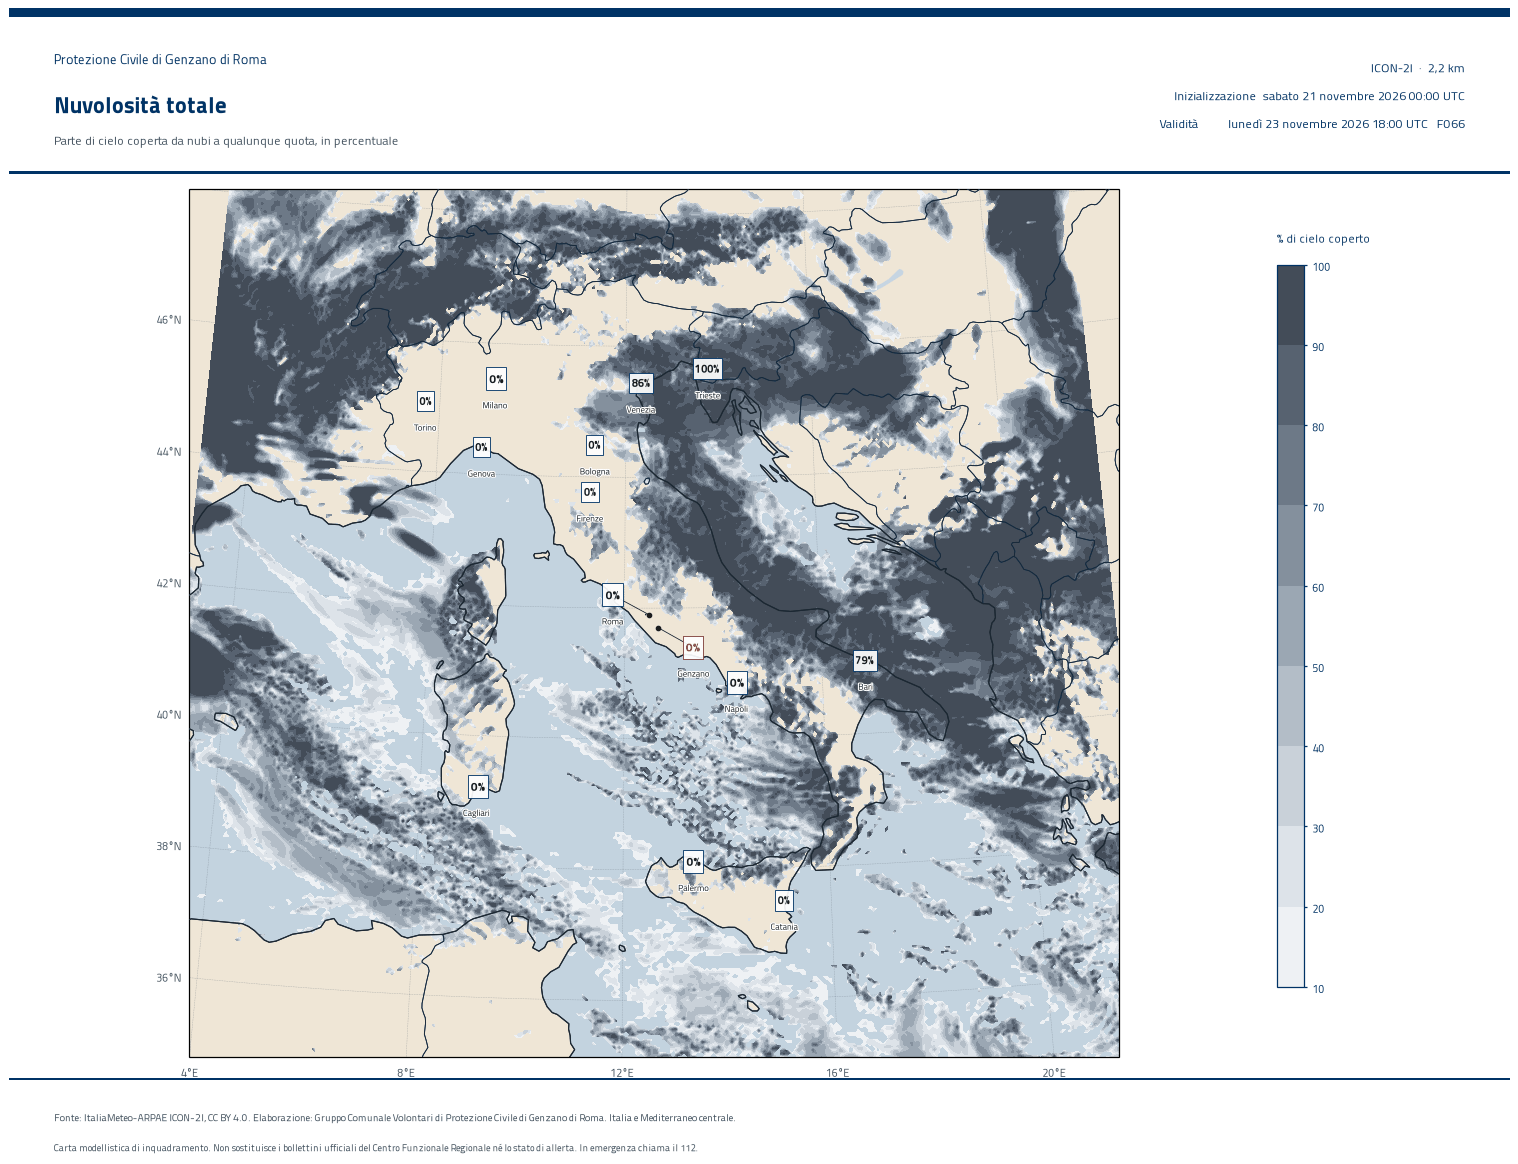 Protezione Civile di Genzano di Roma
Nuvolosità totale
Parte di cielo coperta da nubi a qualunque quota, in percentuale
ICON-2I · 2,2 km
Inizializzazione sabato 21 novembre 2026 00:00 UTC
Validità lunedì 23 novembre 2026 18:00 UTC F066
% di cielo coperto
100
90
80
70
60
50
40
30
20
10
46°N
44°N
42°N
40°N
38°N
36°N
4°E
8°E
12°E
16°E
20°E
100%
Trieste
86%
Venezia
0%
Milano
0%
Torino
0%
Genova
0%
Bologna
0%
Firenze
0%
Roma
0%
Genzano
0%
Napoli
79%
Bari
0%
Cagliari
0%
Palermo
0%
Catania
Fonte: ItaliaMeteo-ARPAE ICON-2I, CC BY 4.0. Elaborazione: Gruppo Comunale Volontari di Protezione Civile di Genzano di Roma. Italia e Mediterraneo centrale.
Carta modellistica di inquadramento. Non sostituisce i bollettini ufficiali del Centro Funzionale Regionale né lo stato di allerta. In emergenza chiama il 112.